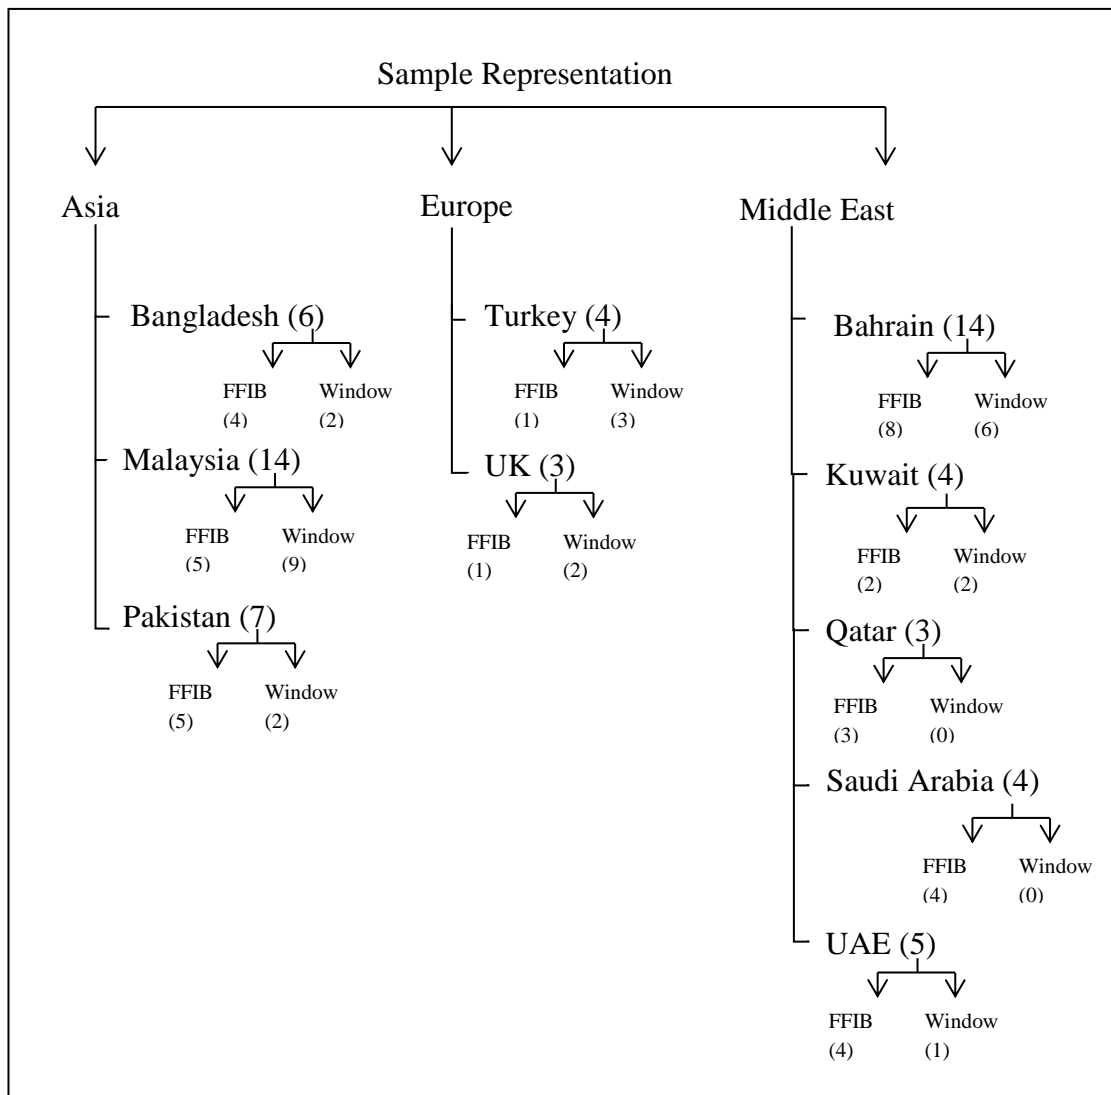 Sample Representation
Asia
Bangladesh (6)
FFIB Window
(4) (2)
Malaysia (14)
FFIB Window
(5) (9)
Pakistan (7)
FFIB Window
(5) (2)
Europe
Turkey (4)
FFIB Window
(1) (3)
UK (3)
FFIB Window
(1) (2)
Middle East
Bahrain (14)
FFIB Window
(8) (6)
Kuwait (4)
FFIB Window
(2) (2)
Qatar (3)
FFIB Window
(3) (0)
Saudi Arabia (4)
FFIB Window
(4) (0)
UAE (5)
FFIB Window
(4) (1)